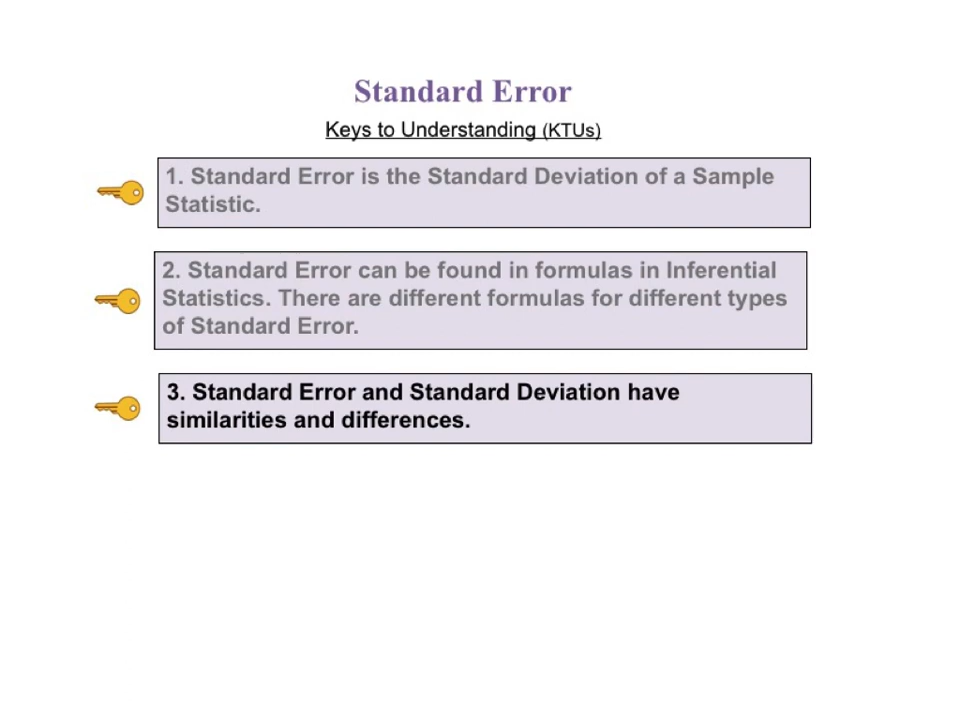 Standard Error
Keys to Understanding (KTUs)
1. Standard Error is the Standard Deviation of a Sample
Statistic.
2. Standard Error can be found in formulas in Inferential
Statistics. There are different formulas for different types
of Standard Error.
3. Standard Error and Standard Deviation have
similarities and differences.